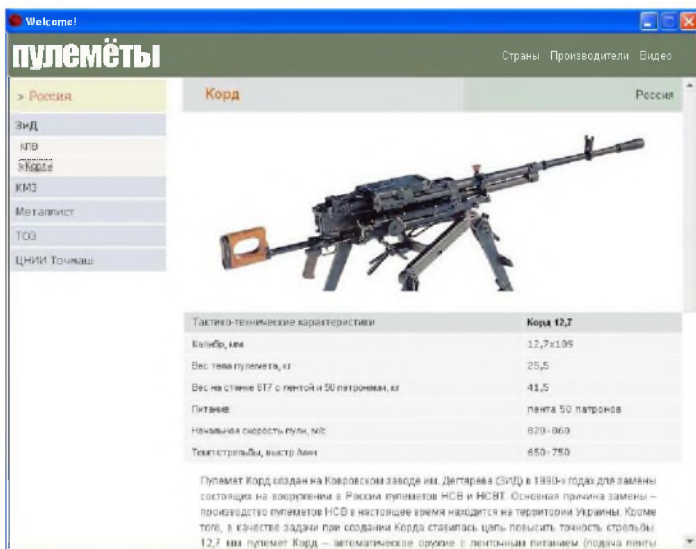 Welcome!
пулемёты
Страны Производители Видео
» Россия
Корд
Россия
ЗиД
КПВ
» Корд
КМЗ
Металлист
ТОЗ
ЦНИИ Точмаш
Тактико-технические характеристики Корд 12,7
Калибр, мм 12,7x109
Вес тела пулемета, кг 25,5
Вес на станке 6Т7 с лентой и 50 патронами, кг 41,5
Питание лента 50 патронов
Начальная скорость пули, м/с 820-860
Темп стрельбы, выстр./мин 650-750
Пулемет Корд создан на Ковровском заводе им. Дегтярева (ЗИД) в 1990-х годах для замены
состоящих на вооружении в России пулеметов НСВ и НСВТ. Основная причина замены –
производство пулеметов НСВ в настоящее время находится на территории Украины. Кроме
того, в качестве задачи при создании Корда ставилась цель повысить точность стрельбы.
12,7 мм пулемет Корд – автоматическое оружие с ленточным питанием (подача ленты